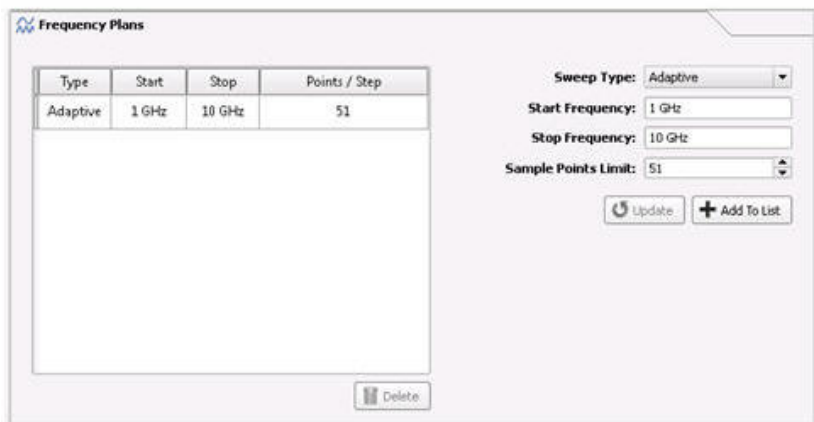 Frequency Plans
Type Start Stop Points / Step
Adaptive 1 GHz 10 GHz 51
Delete
Sweep Type: Adaptive
Start Frequency: 1 GHz
Stop Frequency: 10 GHz
Sample Points Limit: 51
Update Add To List